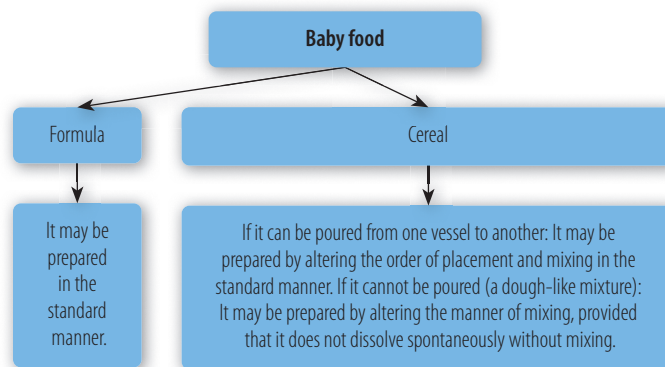 Baby food
Formula
Cereal
It may be
prepared
in the
standard
manner.
If it can be poured from one vessel to another: It may be
prepared by altering the order of placement and mixing in the
standard manner. If it cannot be poured (a dough-like mixture):
It may be prepared by altering the manner of mixing, provided
that it does not dissolve spontaneously without mixing.